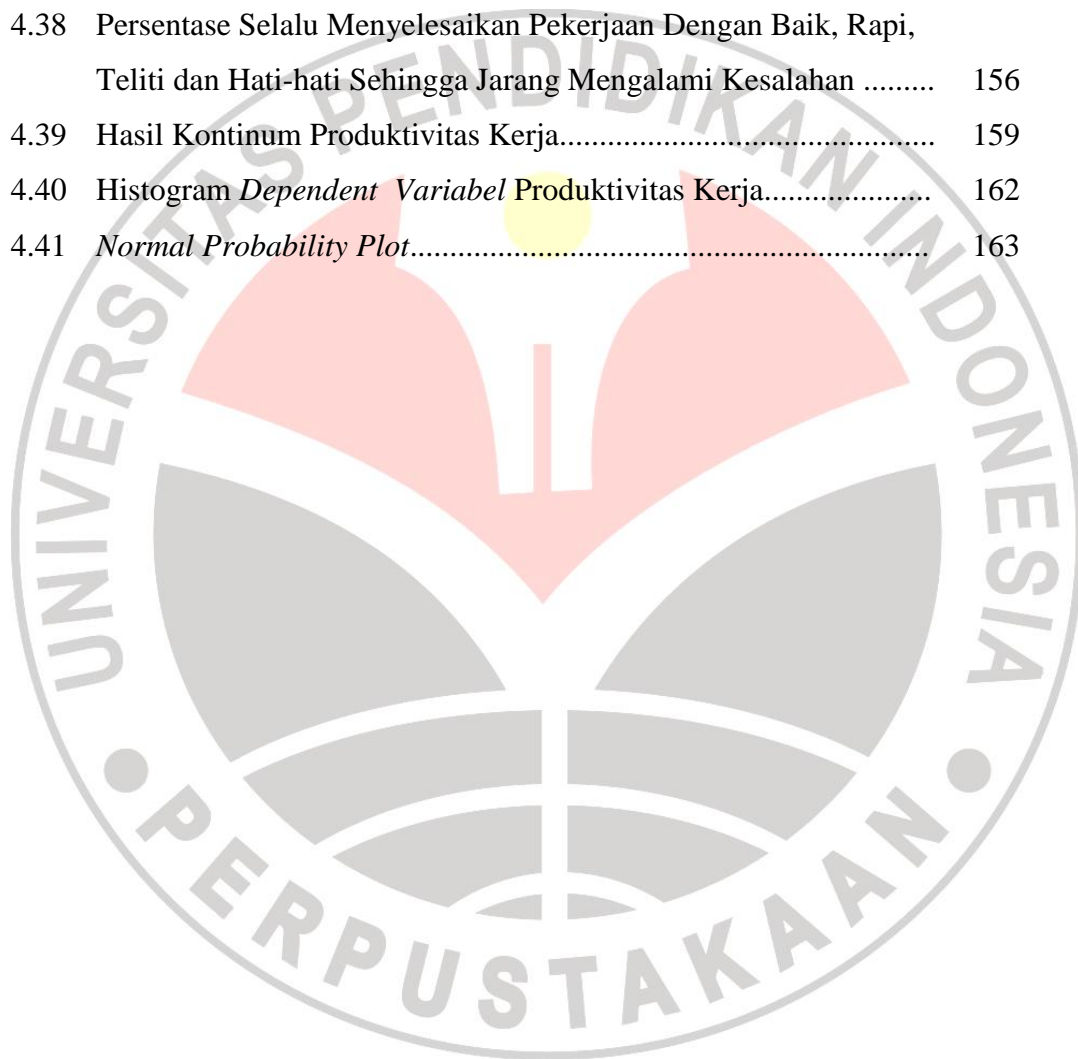 4.38 Persentase Selalu Menyelesaikan Pekerjaan Dengan Baik, Rapi,
Teliti dan Hati-hati Sehingga Jarang Mengalami Kesalahan ......... 156
4.39 Hasil Kontinum Produktivitas Kerja............................................... 159
4.40 Histogram Dependent Variabel Produktivitas Kerja..................... 162
4.41 Normal Probability Plot................................................................. 163
UNIVERSITAS PENDIDIKAN INDONESIA
PERPUSTAKAAN